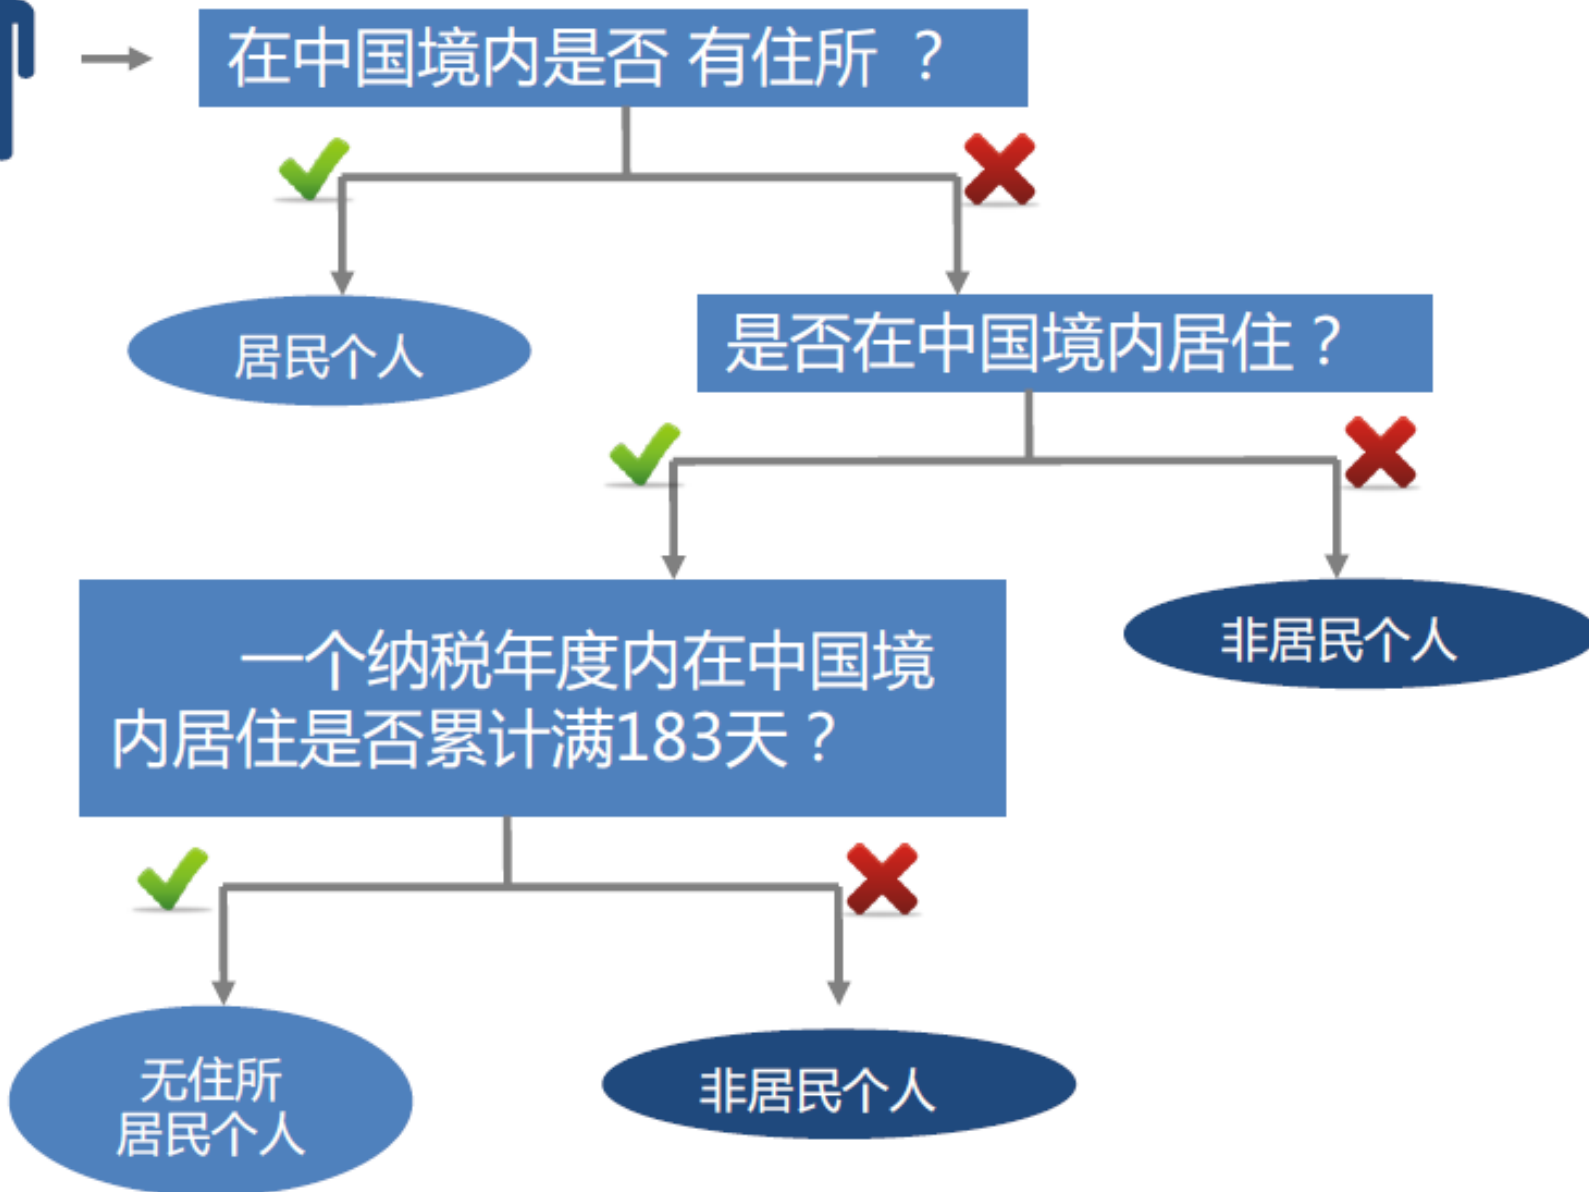 在中国境内是否 有住所 ？
居民个人
是否在中国境内居住？
一个纳税年度内在中国境
内居住是否累计满183天？
非居民个人
无住所
居民个人
非居民个人